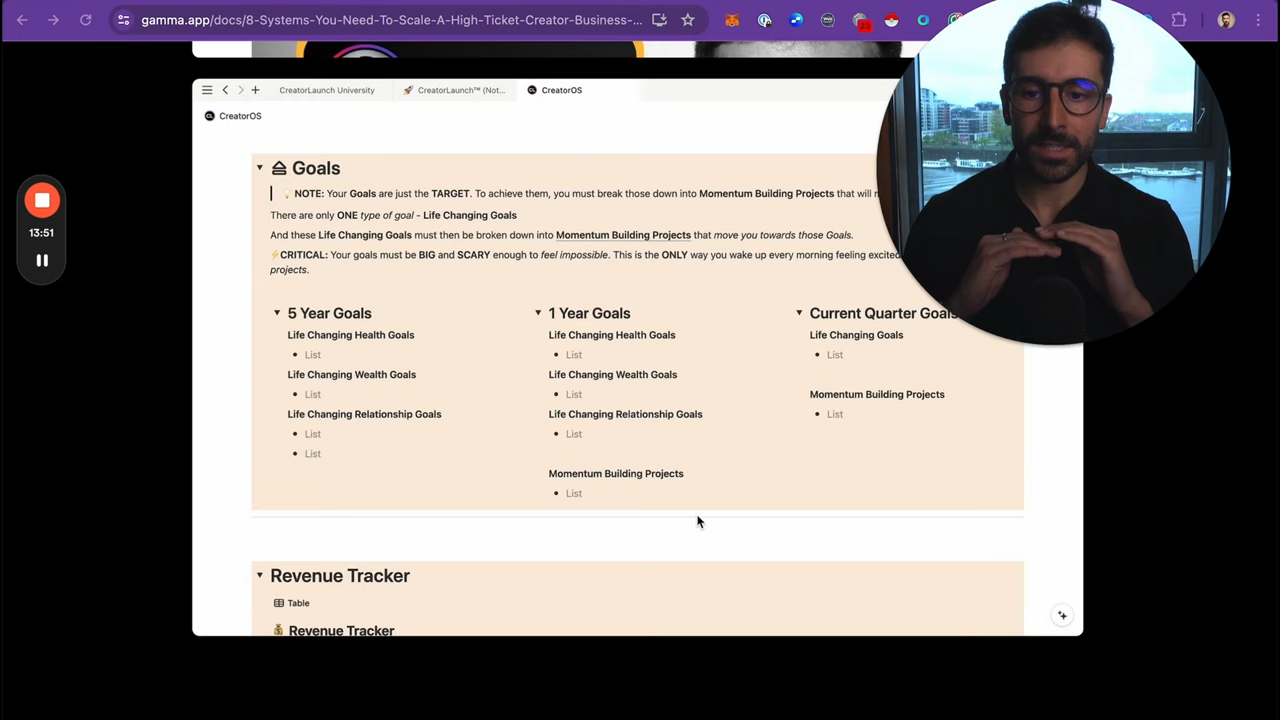 gamma.app/docs/8-Systems-You-Need-To-Scale-A-High-Ticket-Creator-Business-...
CreatorLaunch University
🚀 CreatorLaunch™ (Not...
CreatorOS
CreatorOS
Goals
💡 NOTE: Your Goals are just the TARGET. To achieve them, you must break those down into Momentum Building Projects that will
There are only ONE type of goal - Life Changing Goals
And these Life Changing Goals must then be broken down into Momentum Building Projects that move you towards those Goals.
⚡CRITICAL: Your goals must be BIG and SCARY enough to feel impossible. This is the ONLY way you wake up every morning feeling excited
projects.
13:51
5 Year Goals
Life Changing Health Goals
• List
Life Changing Wealth Goals
• List
Life Changing Relationship Goals
• List
• List
1 Year Goals
Life Changing Health Goals
• List
Life Changing Wealth Goals
• List
Life Changing Relationship Goals
• List
Momentum Building Projects
• List
Current Quarter Goals
Life Changing Goals
• List
Momentum Building Projects
• List
Revenue Tracker
Table
💰 Revenue Tracker